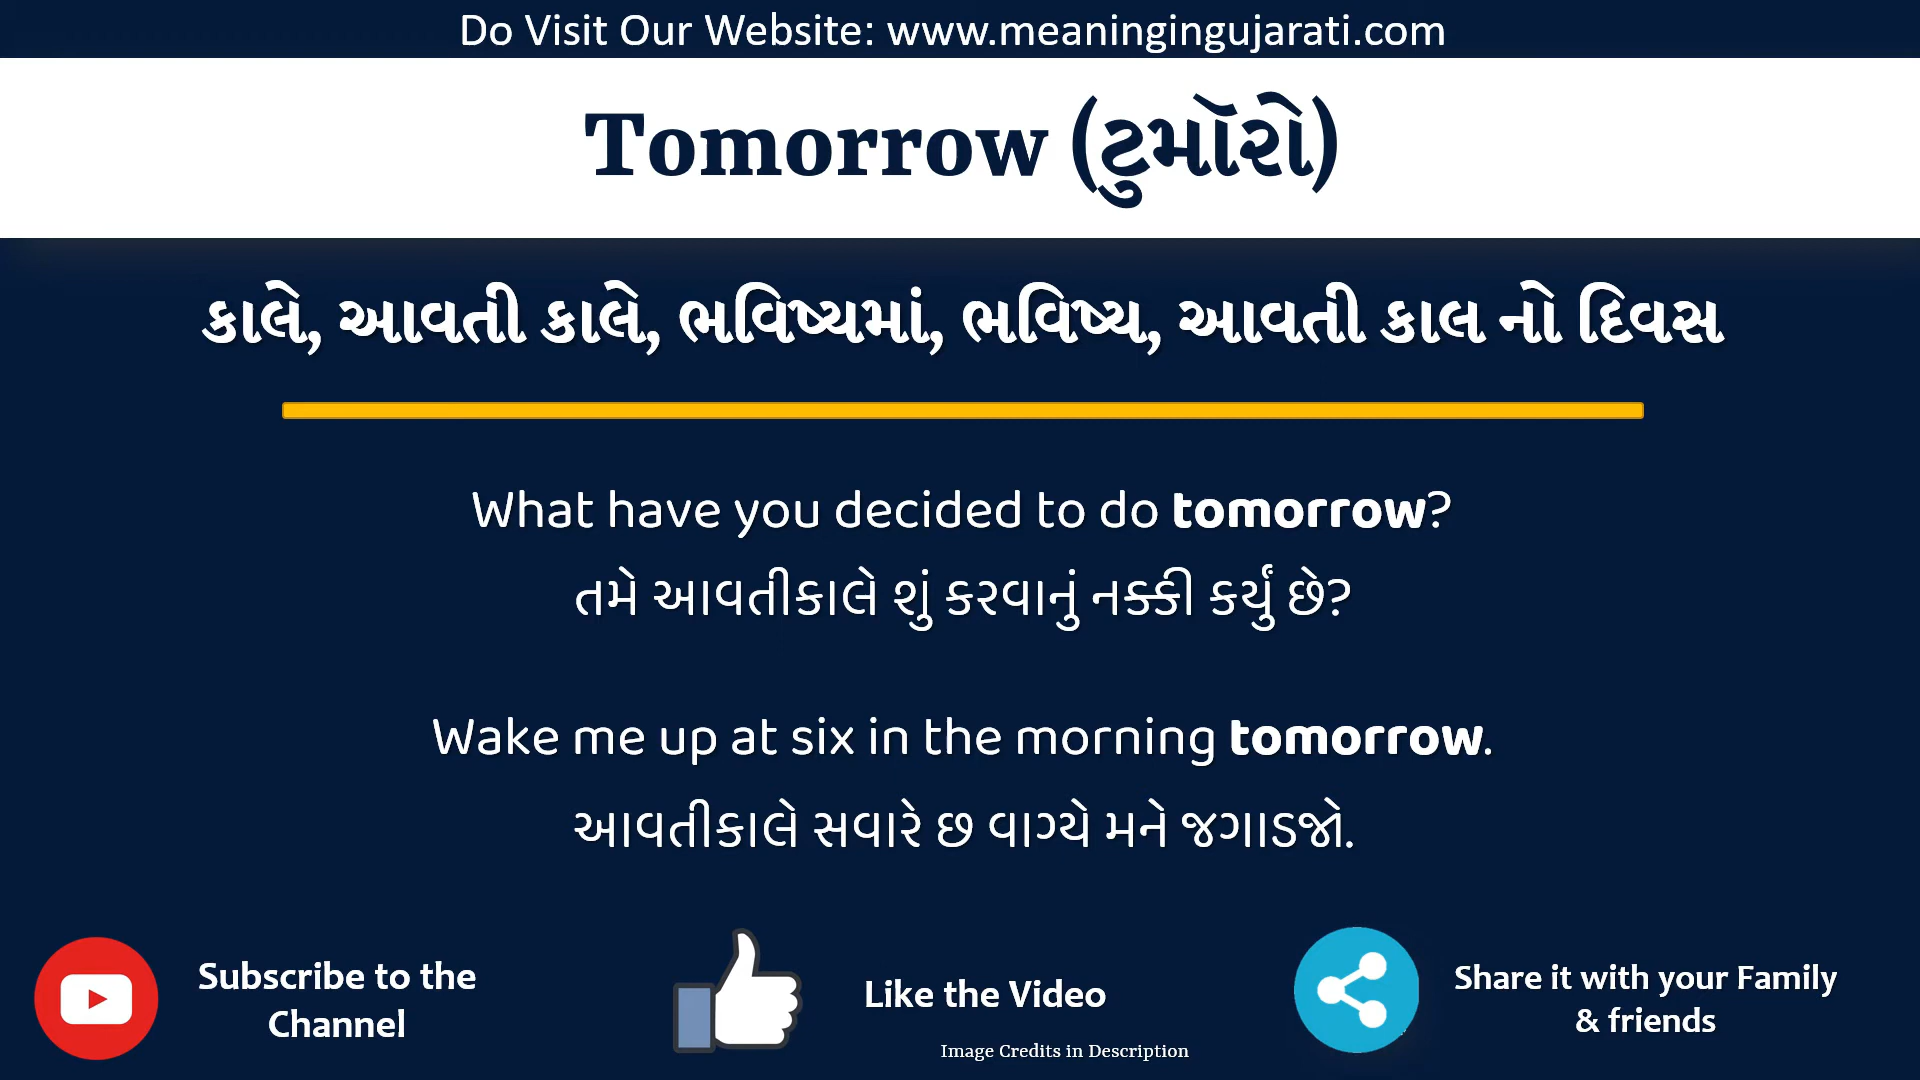 Do Visit Our Website: www.meaningingujarati.com
Tomorrow (ટુમૉરો)
કાલે, આવતી કાલે, ભવિષ્યમાં, ભવિષ્ય, આવતી કાલ નો દિવસ
What have you decided to do tomorrow?
તમે આવતીકાલે શું કરવાનું નક્કી કર્યું છે?
Wake me up at six in the morning tomorrow.
આવતીકાલે સવારે છ વાગ્યે મને જગાડજો.
Subscribe to the
Channel
Like the Video
Share it with your Family
& friends
Image Credits in Description